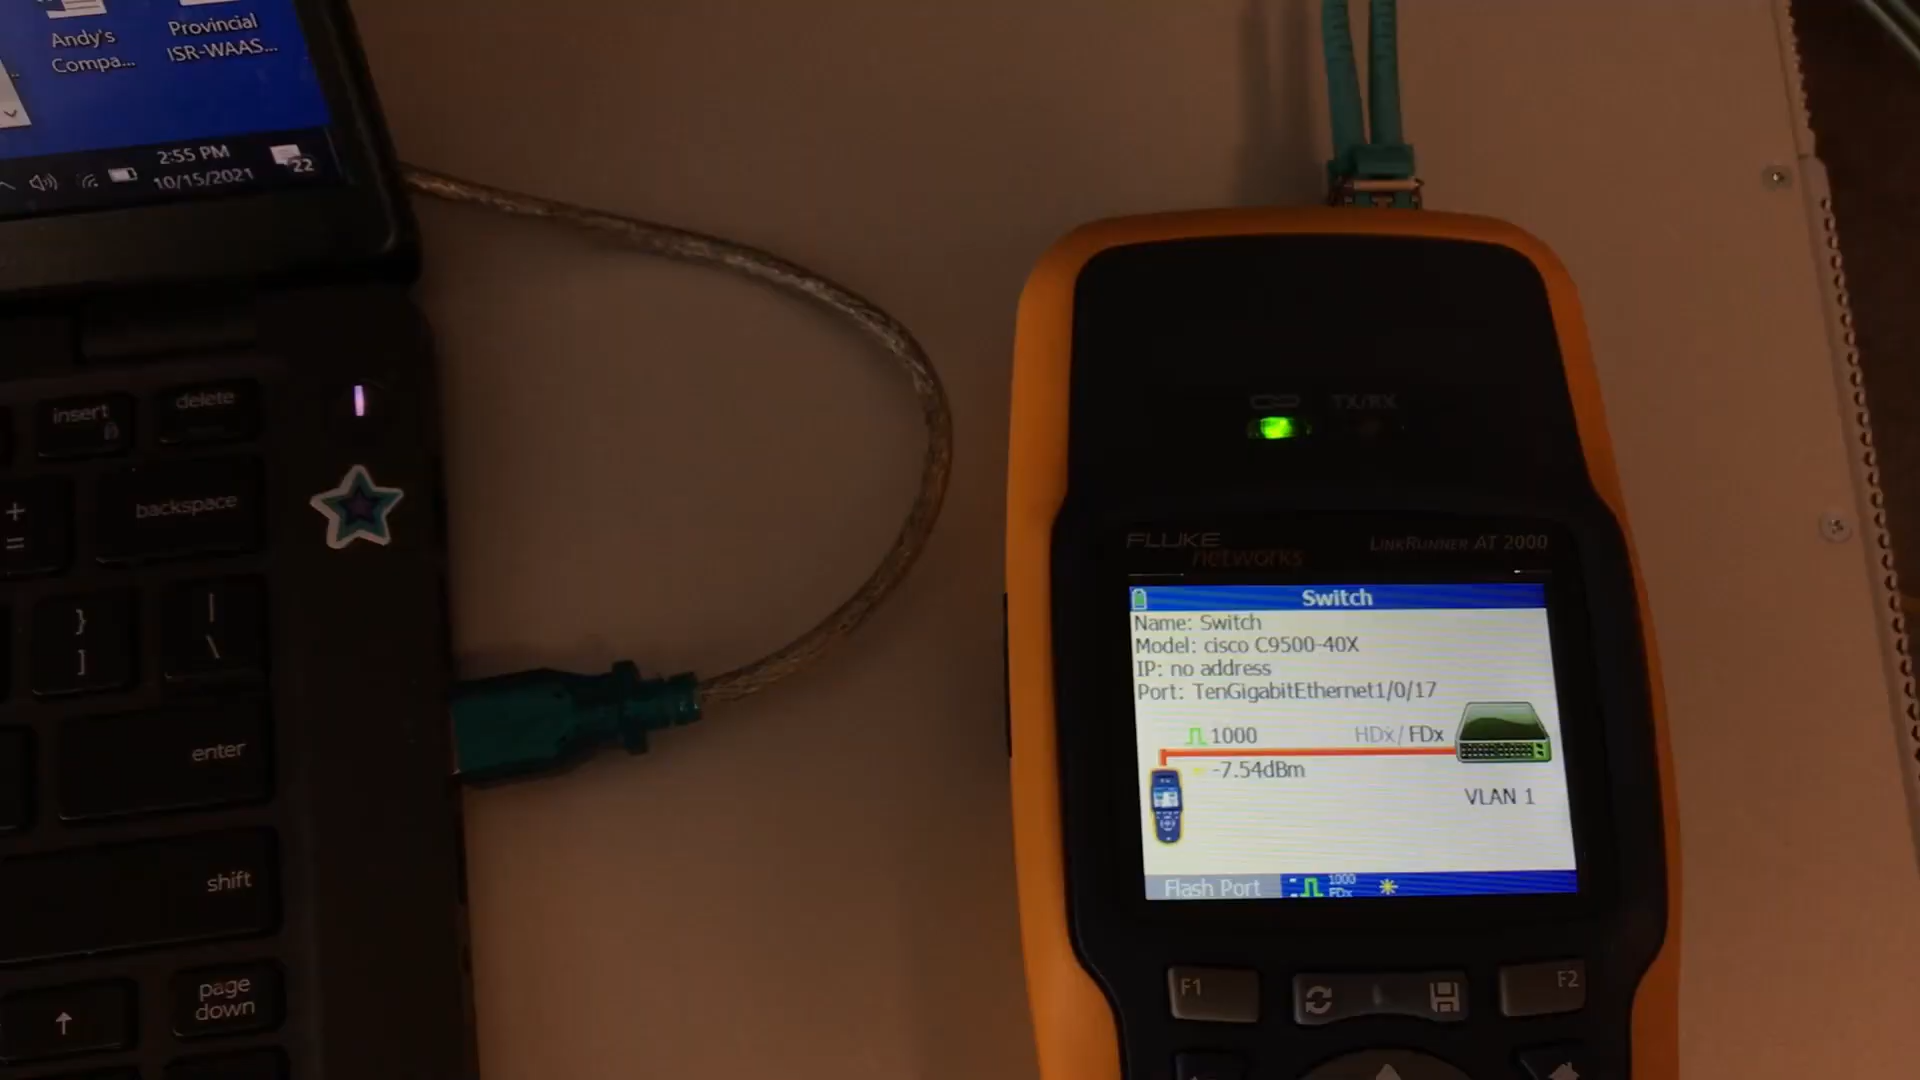 Andy's
Compa...
Provincial
ISR-WAAS...
2:55 PM
10/15/2021
22
insert
delete
+
=
backspace
}
]
|
\
enter
shift
↑
page
down
TX/RX
FLUKE
networks
LINKRUNNER AT 2000
Switch
Name: Switch
Model: cisco C9500-40X
IP: no address
Port: TenGigabitEthernet1/0/17
1000
HDx/ FDx
-7.54dBm
VLAN 1
Flash Port
1000
FDx
F1
F2